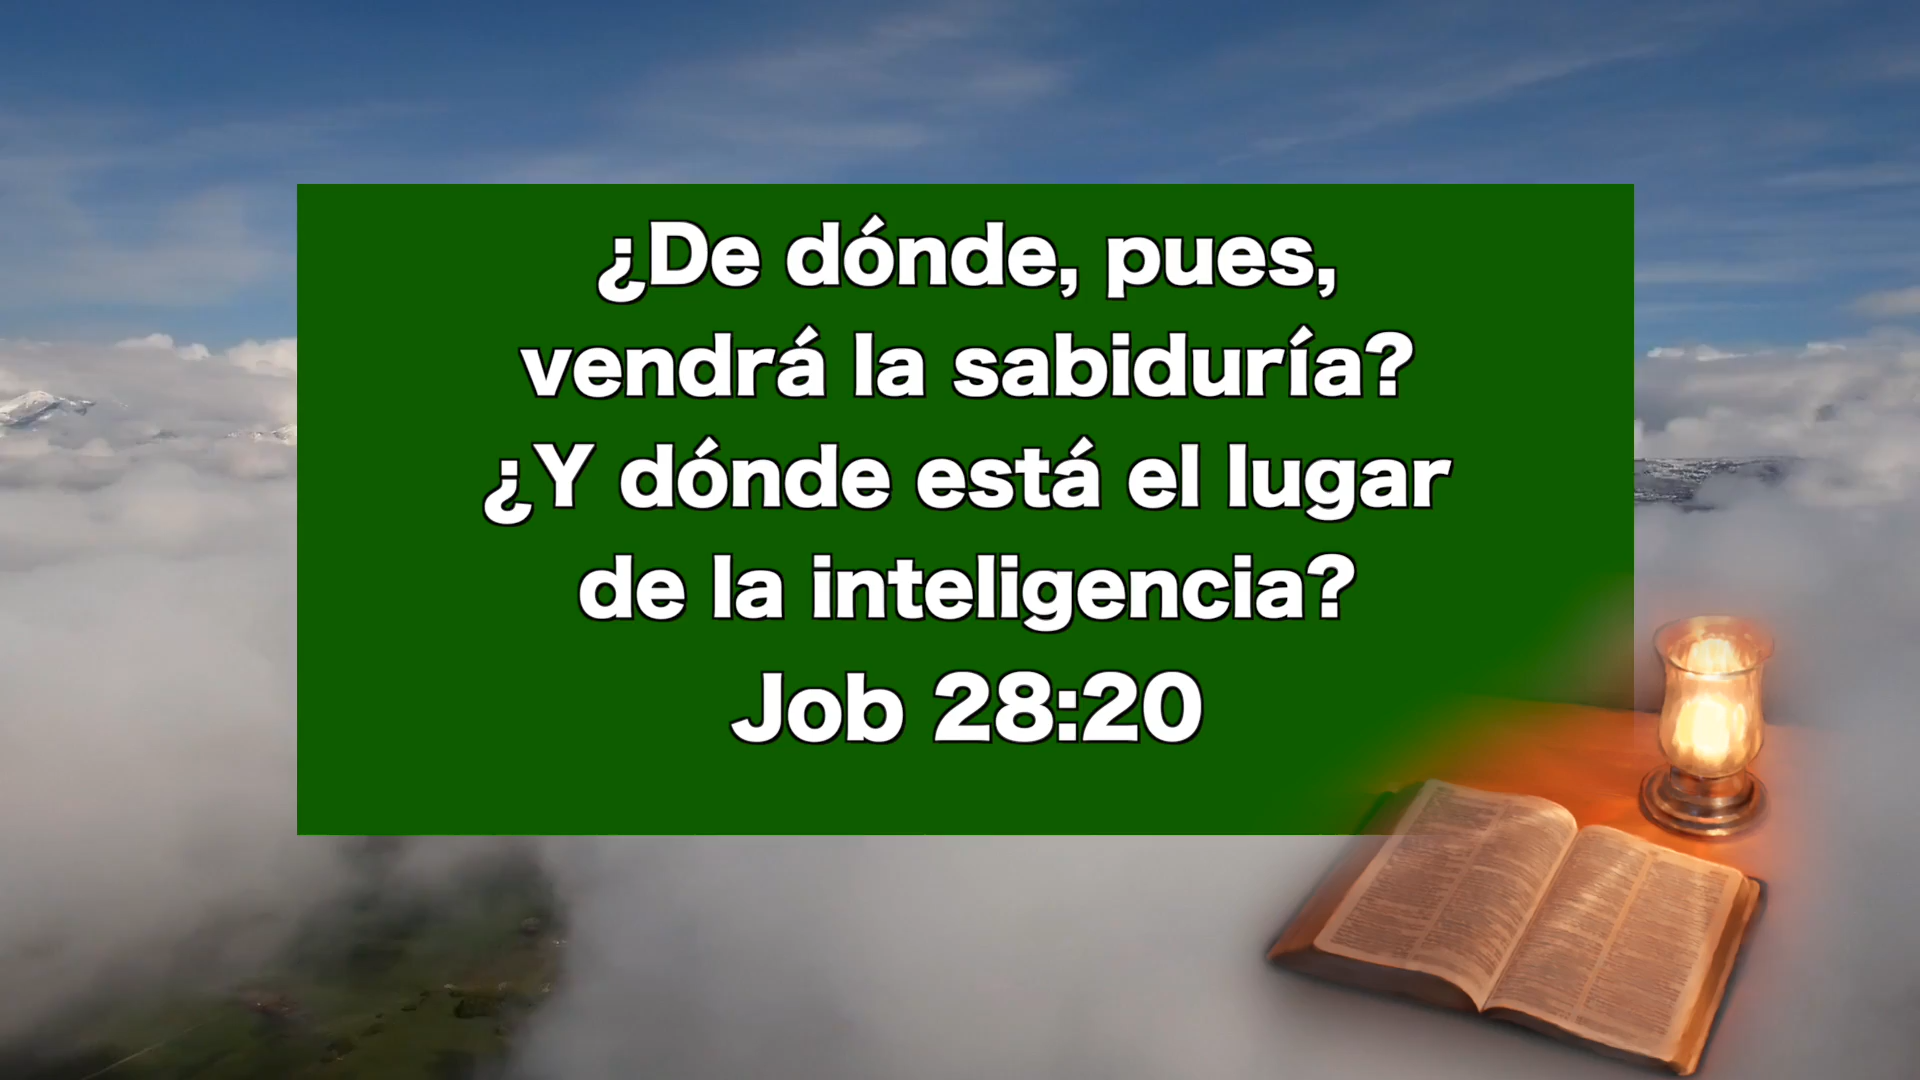 ¿De dónde, pues,
vendrá la sabiduría?
¿Y dónde está el lugar
de la inteligencia?
Job 28:20